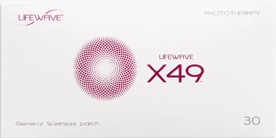 LIFEWAVE
PHOTOTHERAPY
LIFEWAVE
X49
General Wellness patch
30